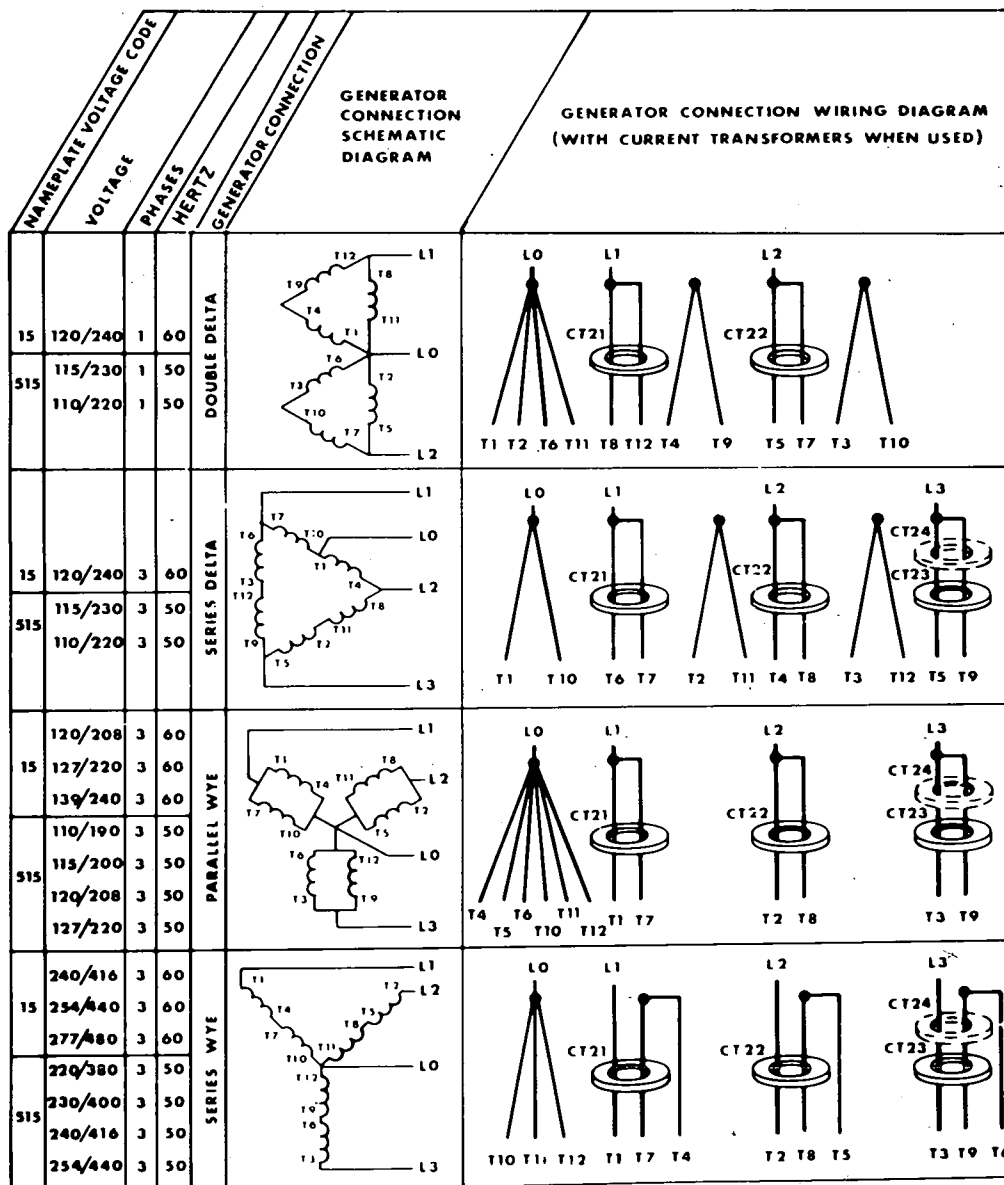 NAMEPLATE VOLTAGE CODE
VOLTAGE
PHASES
HERTZ
GENERATOR CONNECTION
GENERATOR
CONNECTION
SCHEMATIC
DIAGRAM
GENERATOR CONNECTION WIRING DIAGRAM
(WITH CURRENT TRANSFORMERS WHEN USED)
15 120/240 1 60
515 115/230 1 50
110/220 1 50
DOUBLE DELTA
T12 L1
T9 T8
T4
T1 T11
T6 L0
T3 T2
T10
T7 T5
L2
L0 L1 L2
CT21 CT22
T1 T2 T6 T11 T8 T12 T4 T9 T5 T7 T3 T10
15 120/240 3 60
515 115/230 3 50
110/220 3 50
SERIES DELTA
L1
T7
T6 T10 L0
T1
T3 T4
T12 L2
T8
T11
T9 T2
T5
L3
L0 L1 L2 L3
CT24
CT21 CT22 CT23
T1 T10 T6 T7 T2 T11 T4 T8 T3 T12 T5 T9
120/208 3 60
15 127/220 3 60
139/240 3 60
110/190 3 50
515 115/200 3 50
120/208 3 50
127/220 3 50
PARALLEL WYE
L1
T1 T8
T4 T11 L2
T7 T2
T10 T5
L0
T6 T12
T3 T9
L3
L0 L1 L2 L3
CT24
CT21 CT22 CT23
T4 T6 T11 T1 T7 T2 T8 T3 T9
T5 T10 T12
240/416 3 60
15 254/440 3 60
277/480 3 60
220/380 3 50
515 230/400 3 50
240/416 3 50
254/440 3 50
SERIES WYE
L1
T1 T2 L2
T4 T5
T7 T8
T10 T11
L0
T12
T9
T6
T3
L3
L0 L1 L2 L3
CT24
CT21 CT22 CT23
T10 T11 T12 T1 T7 T4 T2 T8 T5 T3 T9 T6